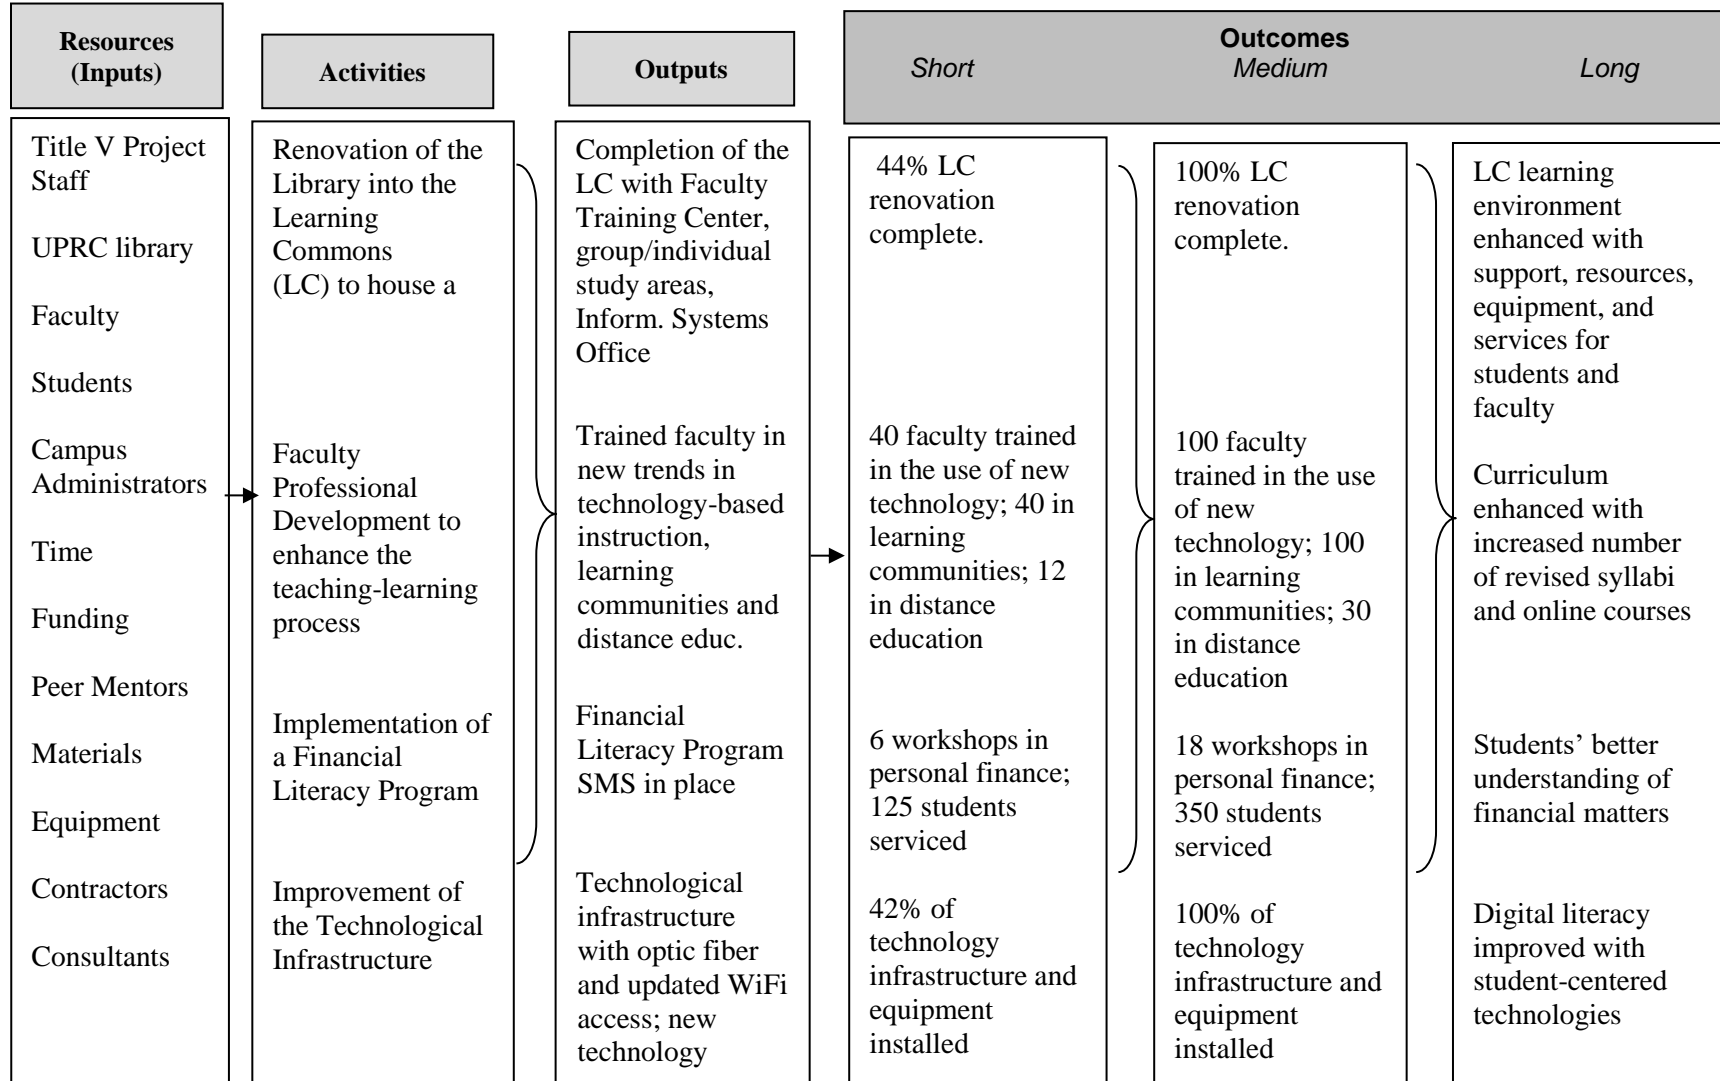 Resources
(Inputs)
Activities
Outputs
Outcomes
Short
Medium
Long
Title V Project
Staff
UPRC library
Faculty
Students
Campus
Administrators
Time
Funding
Peer Mentors
Materials
Equipment
Contractors
Consultants
Renovation of the
Library into the
Learning
Commons
(LC) to house a
Faculty
Professional
Development to
enhance the
teaching-learning
process
Implementation of
a Financial
Literacy Program
Improvement of
the Technological
Infrastructure
Completion of the
LC with Faculty
Training Center,
group/individual
study areas,
Inform. Systems
Office
Trained faculty in
new trends in
technology-based
instruction,
learning
communities and
distance educ.
Financial
Literacy Program
SMS in place
Technological
infrastructure
with optic fiber
and updated WiFi
access; new
technology
44% LC
renovation
complete.
40 faculty trained
in the use of new
technology; 40 in
learning
communities; 12
in distance
education
6 workshops in
personal finance;
125 students
serviced
42% of
technology
infrastructure and
equipment
installed
100% LC
renovation
complete.
100 faculty
trained in the use
of new
technology; 100
in learning
communities; 30
in distance
education
18 workshops in
personal finance;
350 students
serviced
100% of
technology
infrastructure and
equipment
installed
LC learning
environment
enhanced with
support, resources,
equipment, and
services for
students and
faculty
Curriculum
enhanced with
increased number
of revised syllabi
and online courses
Students’ better
understanding of
financial matters
Digital literacy
improved with
student-centered
technologies